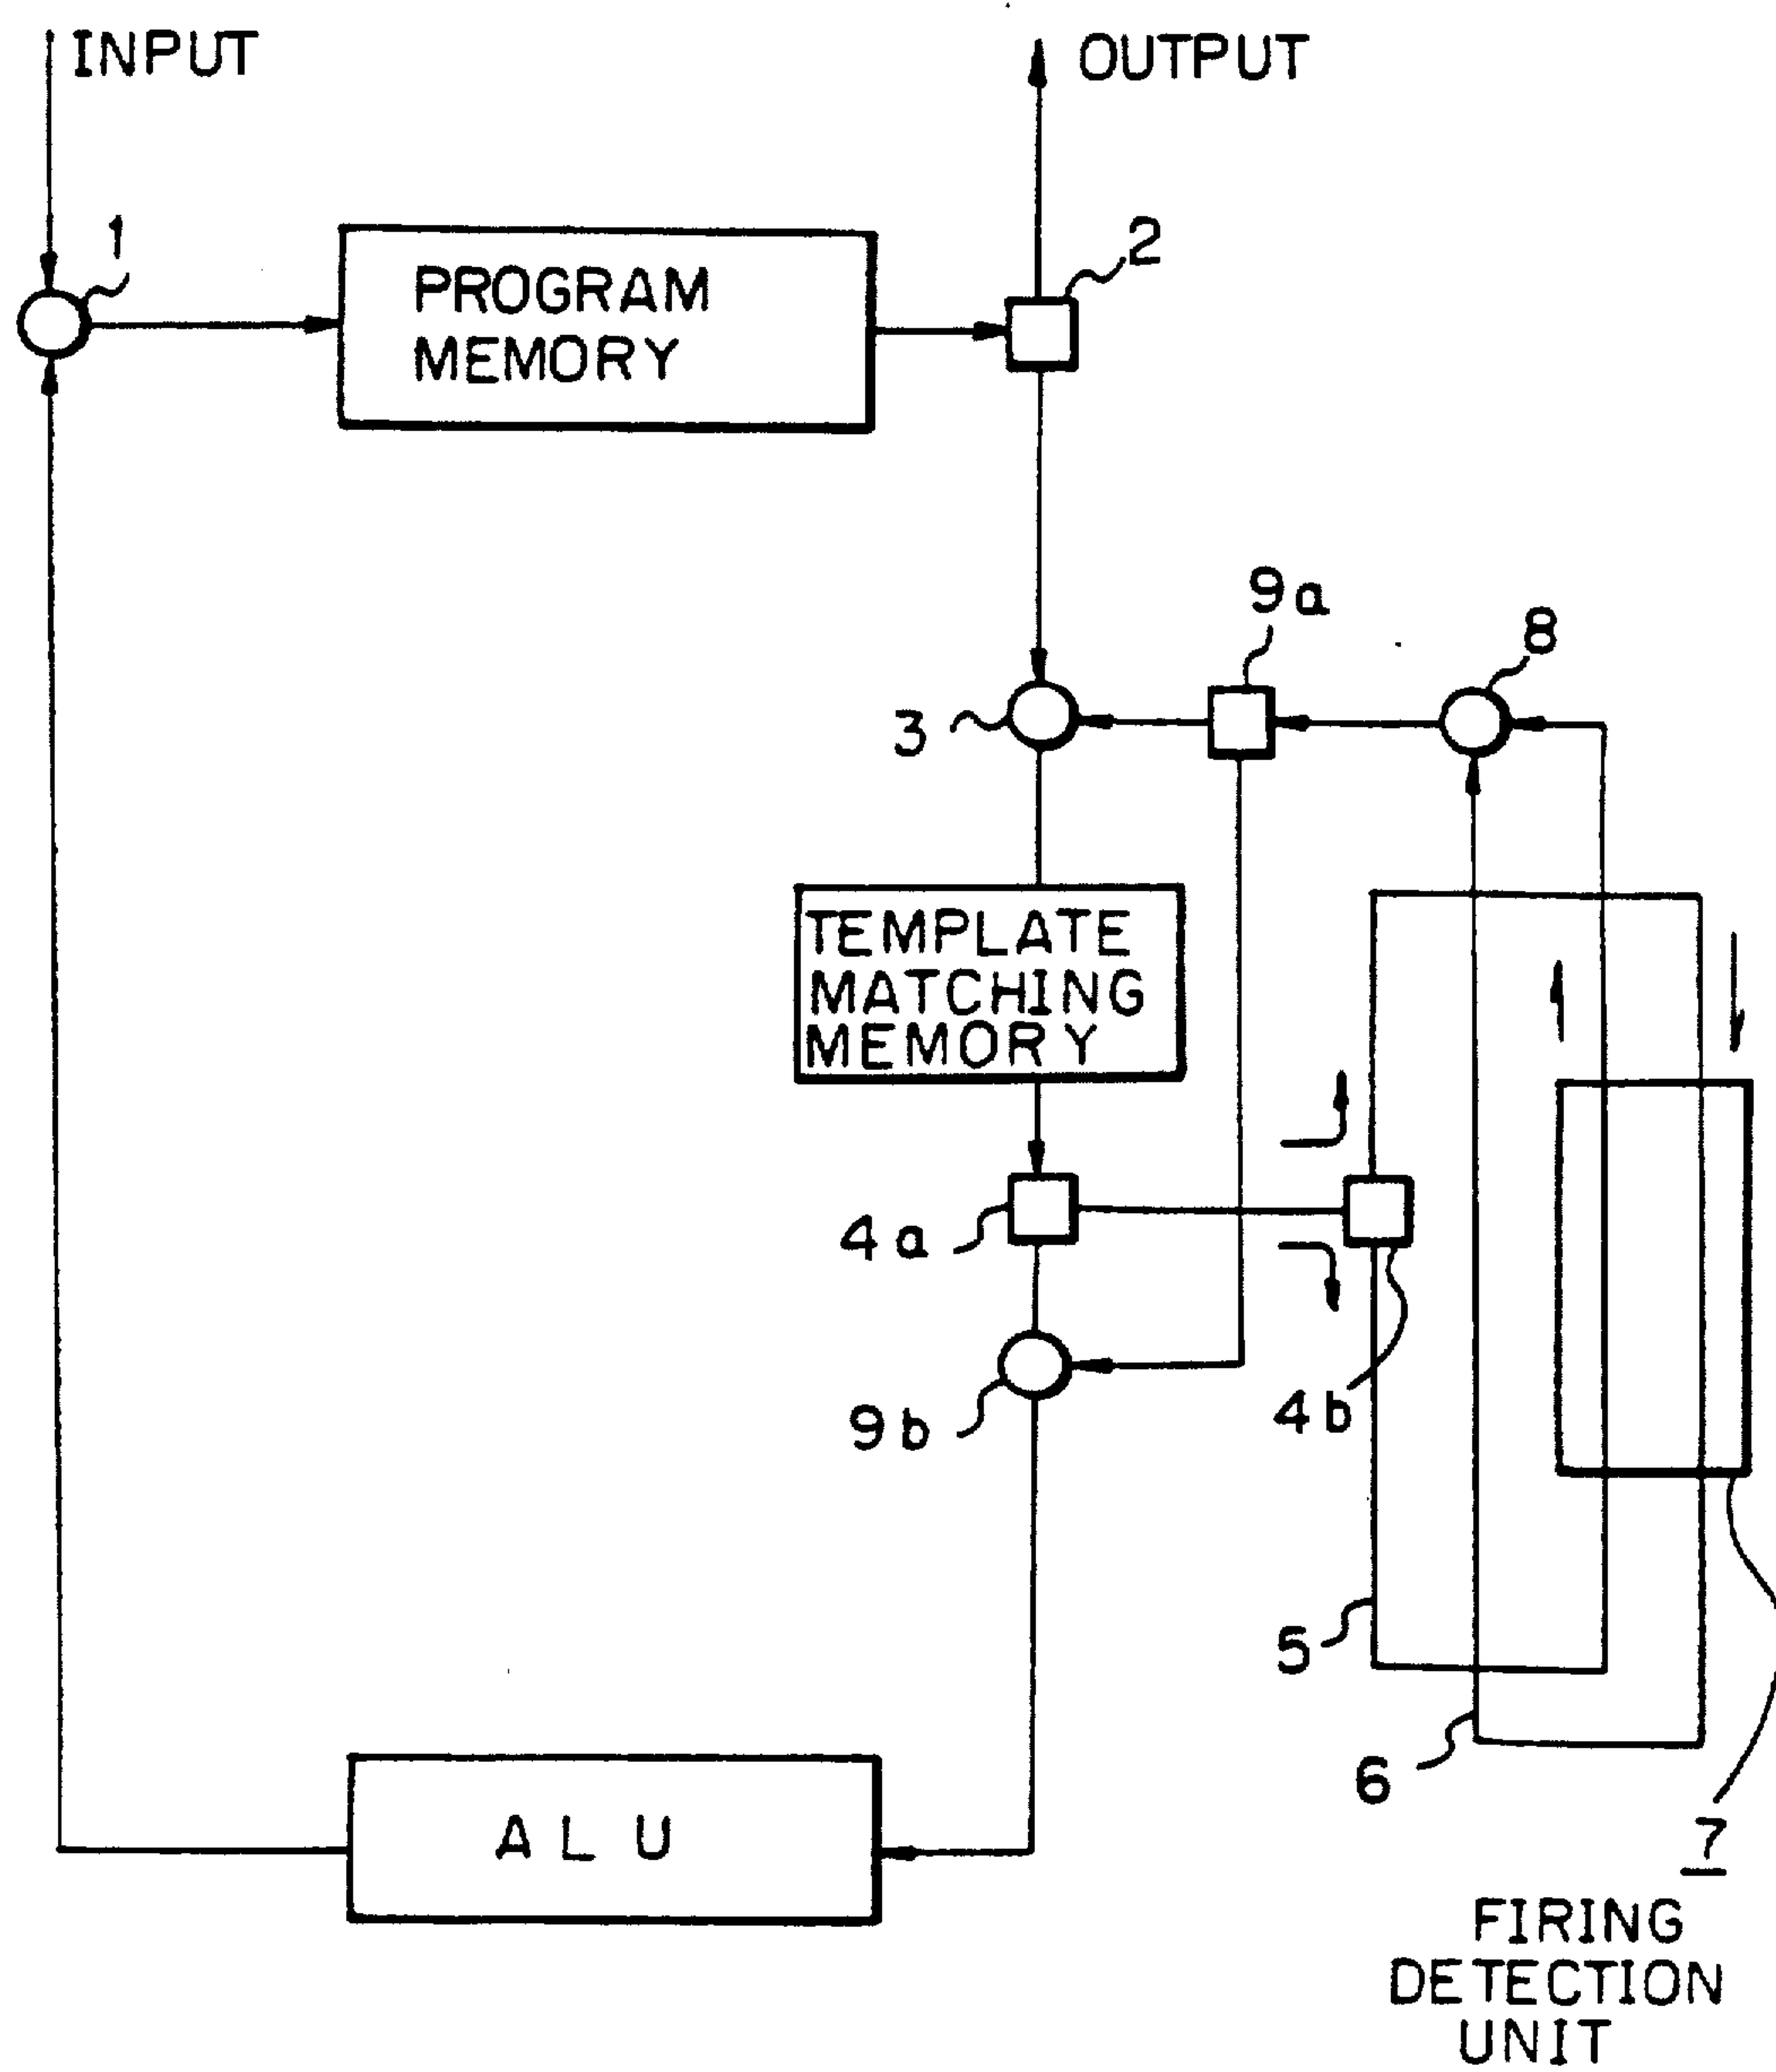 INPUT
OUTPUT
1
PROGRAM
MEMORY
2
9a
8
3
TEMPLATE
MATCHING
MEMORY
4a
4b
9b
5
6
ALU
7
FIRING
DETECTION
UNIT